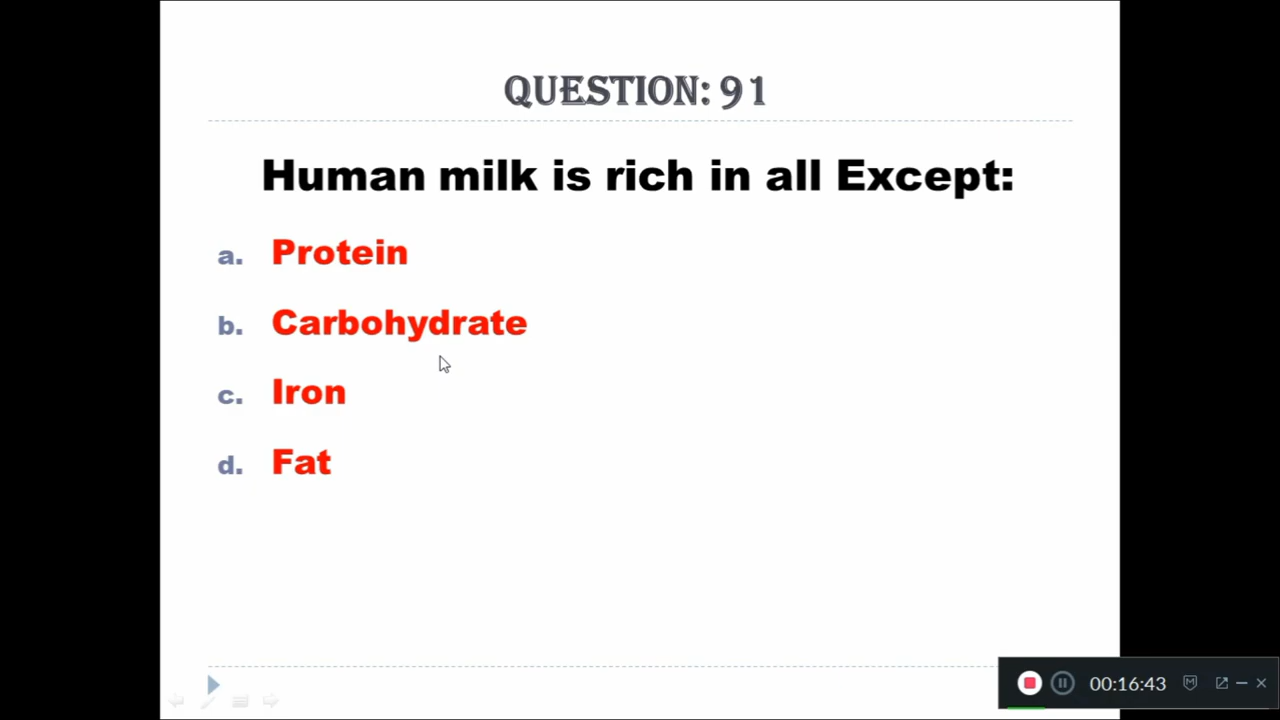 QUESTION: 91
Human milk is rich in all Except:
a. Protein
b. Carbohydrate
c. Iron
d. Fat
00:16:43